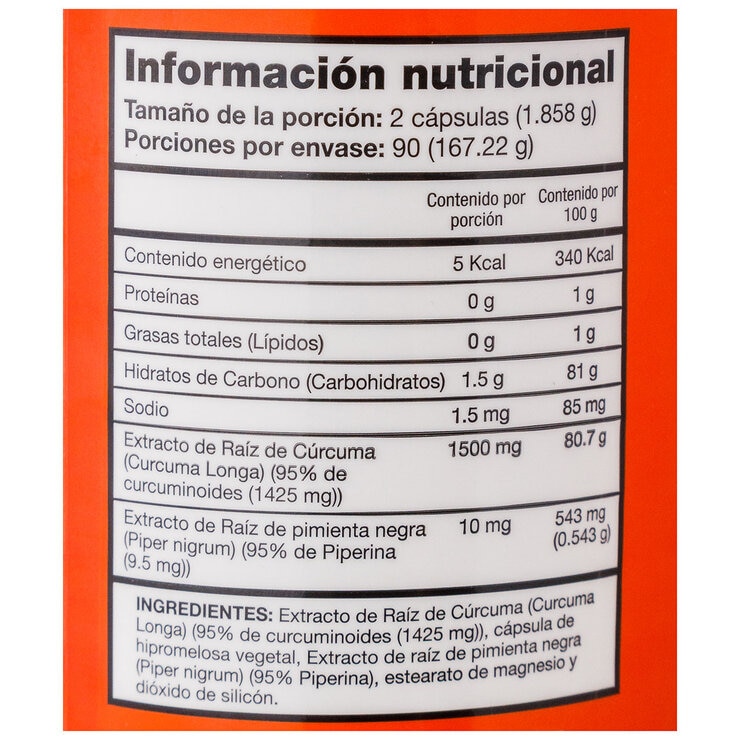 Información nutricional
Tamaño de la porción: 2 cápsulas (1.858 g)
Porciones por envase: 90 (167.22 g)
Contenido por porción Contenido por 100 g
Contenido energético 5 Kcal 340 Kcal
Proteínas 0 g 1 g
Grasas totales (Lípidos) 0 g 1 g
Hidratos de Carbono (Carbohidratos) 1.5 g 81 g
Sodio 1.5 mg 85 mg
Extracto de Raíz de Cúrcuma 1500 mg 80.7 g
(Curcuma Longa) (95% de
curcuminoides (1425 mg))
Extracto de Raíz de pimienta negra 10 mg 543 mg
(Piper nigrum) (95% de Piperina (0.543 g)
(9.5 mg))
INGREDIENTES: Extracto de Raíz de Cúrcuma (Curcuma
Longa) (95% de curcuminoides (1425 mg)), cápsula de
hipromelosa vegetal, Extracto de raíz de pimienta negra
(Piper nigrum) (95% Piperina), estearato de magnesio y
dióxido de silicón.